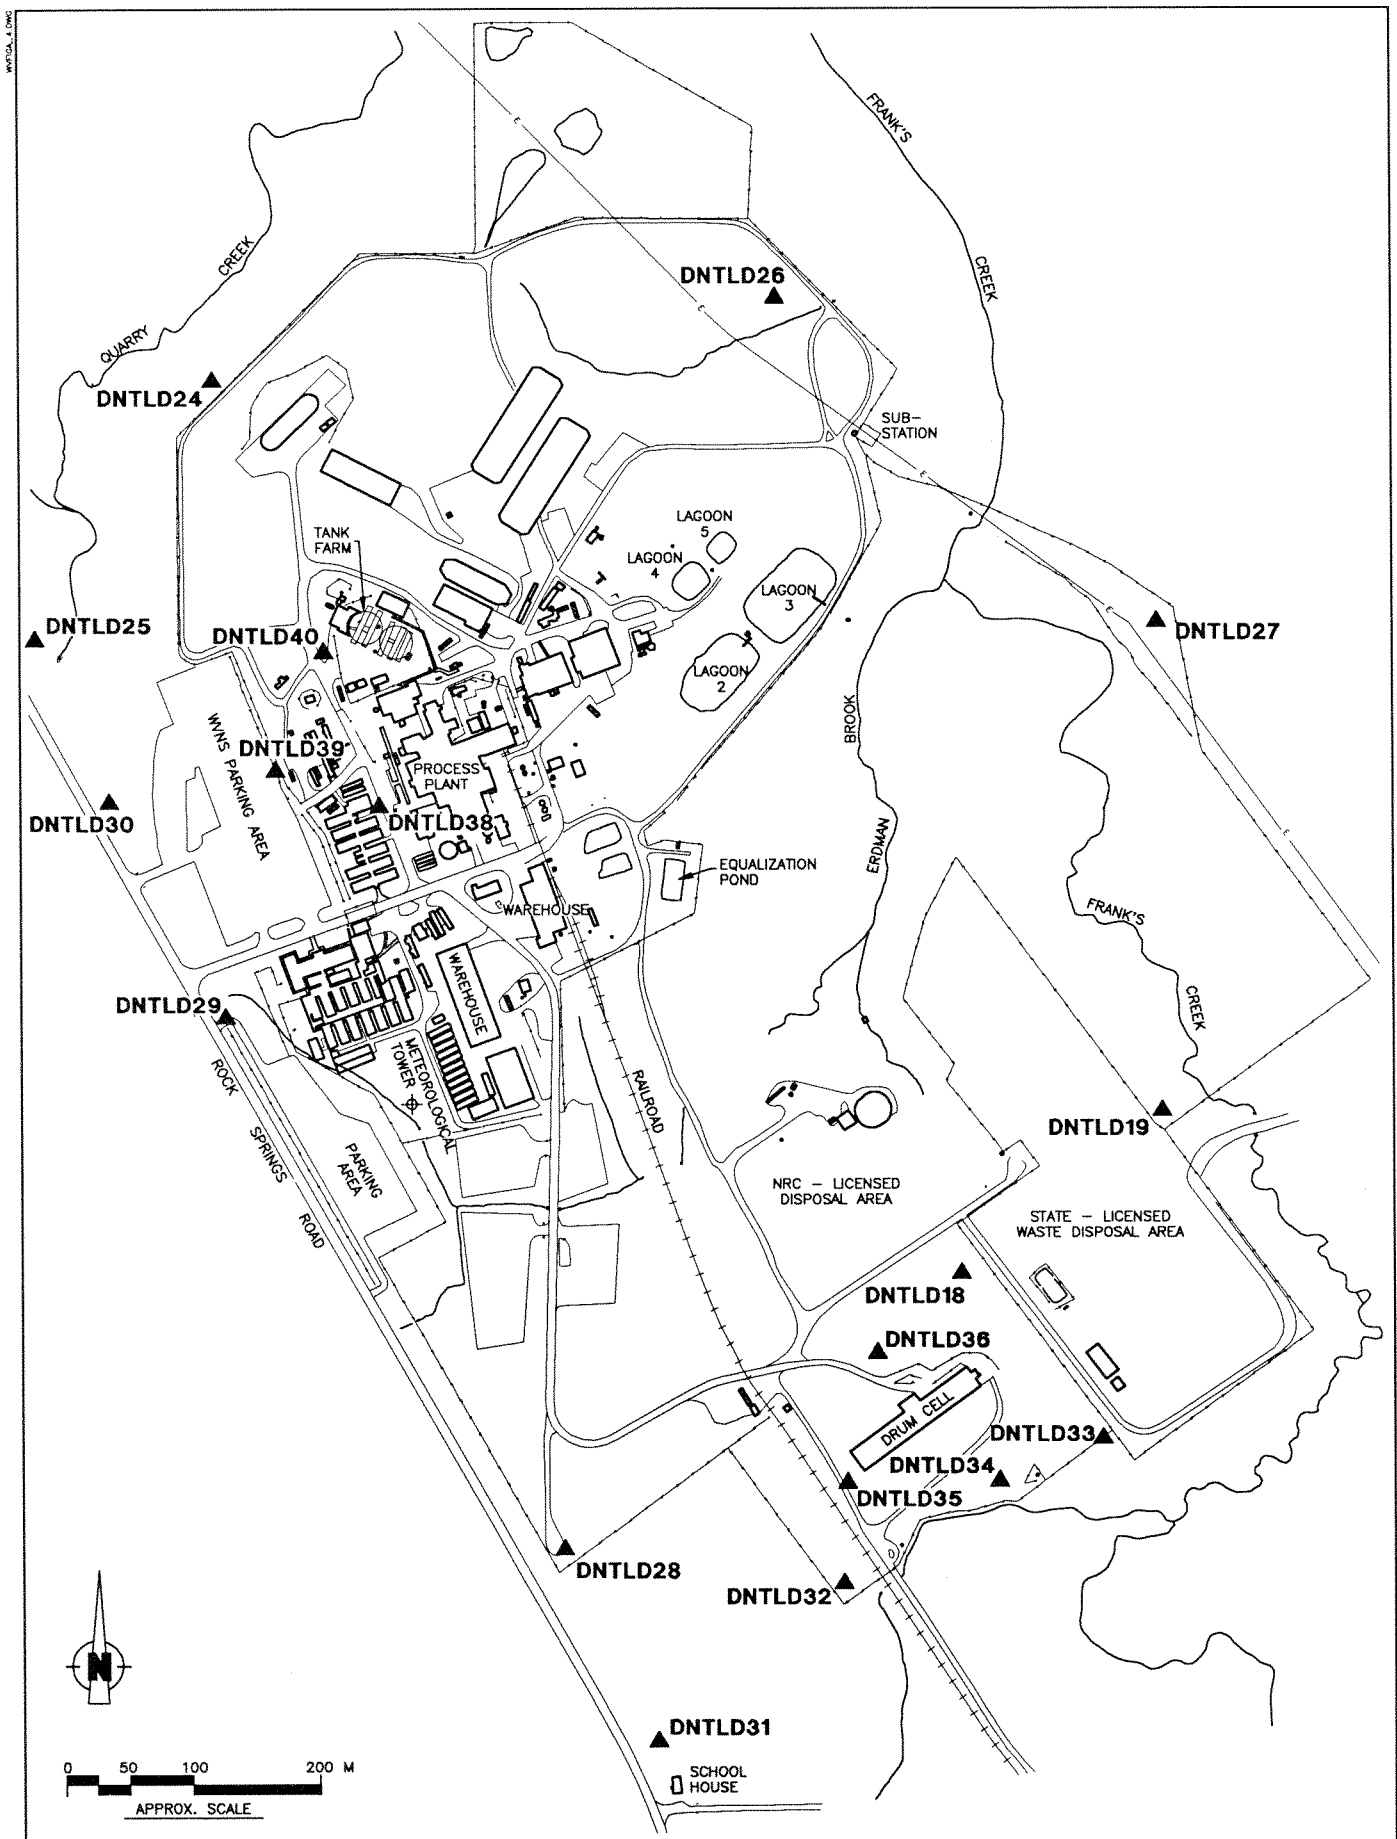 WVFIGA_4.DWG
FRANK'S
CREEK
QUARRY
CREEK
DNTLD26
DNTLD24
SUB-
STATION
LAGOON
5
TANK
FARM
LAGOON
4
LAGOON
3
DNTLD25
DNTLD40
DNTLD27
LAGOON
2
WVNS PARKING AREA
BROOK
ERDMAN
DNTLD39
PROCESS
PLANT
DNTLD30
DNTLD38
EQUALIZATION
POND
WAREHOUSE
FRANK'S
CREEK
WAREHOUSE
DNTLD29
METEOROLOGICAL
TOWER
RAILROAD
ROCK
SPRINGS
ROAD
PARKING
AREA
DNTLD19
NRC - LICENSED
DISPOSAL AREA
STATE - LICENSED
WASTE DISPOSAL AREA
DNTLD18
DNTLD36
DRUM CELL
DNTLD33
DNTLD34
DNTLD35
DNTLD28
DNTLD32
N
DNTLD31
SCHOOL
HOUSE
0 50 100 200 M
APPROX. SCALE